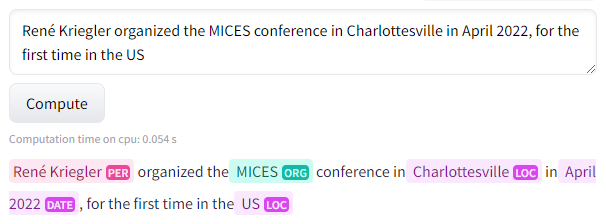 René Kriegler organized the MICES conference in Charlottesville in April 2022, for the
first time in the US
Compute
Computation time on cpu: 0.054 s
René Kriegler PER organized the MICES ORG conference in Charlottesville LOC in April
2022 DATE , for the first time in the US LOC